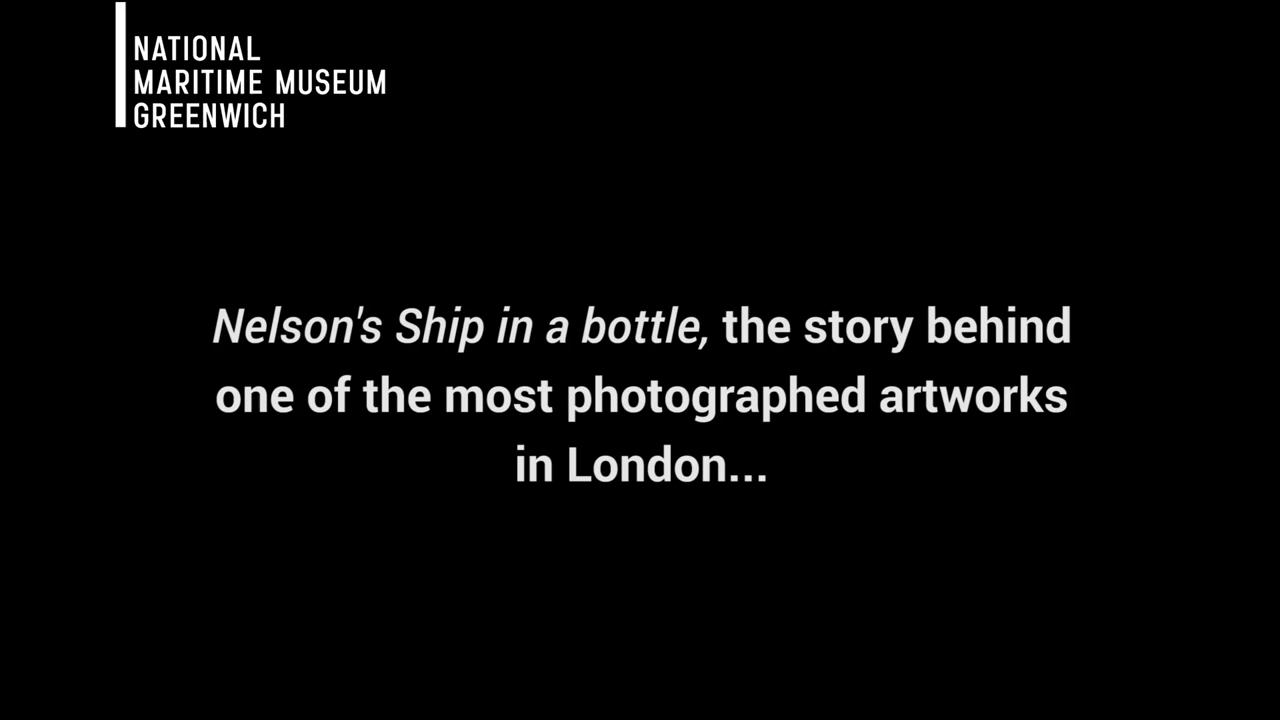 NATIONAL
MARITIME MUSEUM
GREENWICH
Nelson's Ship in a bottle, the story behind
one of the most photographed artworks
in London...